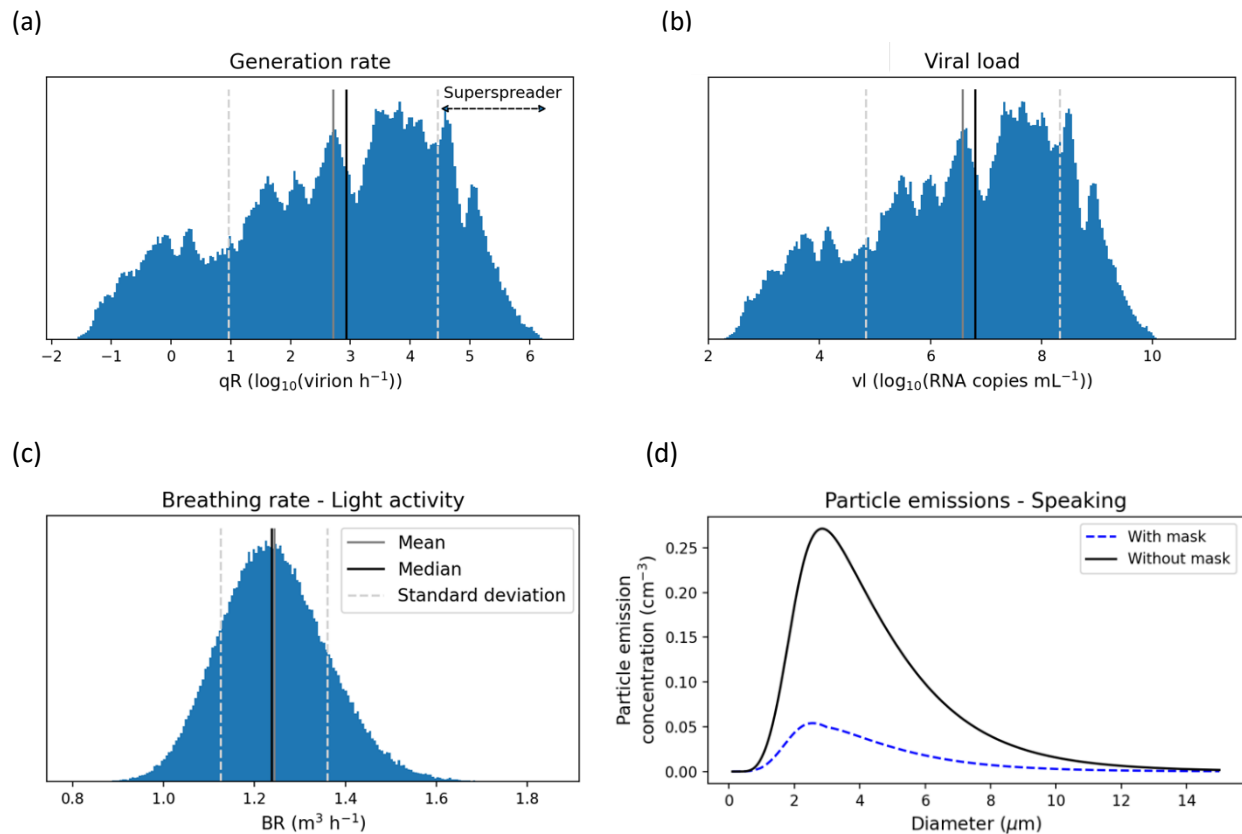 (a)
Generation rate
Superspreader
−2 −1 0 1 2 3 4 5 6
qR (log₁₀(virion h⁻¹))
(b)
Viral load
2 4 6 8 10
vl (log₁₀(RNA copies mL⁻¹))
(c)
Breathing rate - Light activity
Mean
Median
Standard deviation
0.8 1.0 1.2 1.4 1.6 1.8
BR (m³ h⁻¹)
(d)
Particle emissions - Speaking
With mask
Without mask
Particle emission
concentration (cm⁻³)
0.25
0.20
0.15
0.10
0.05
0.00
0 2 4 6 8 10 12 14
Diameter (μm)